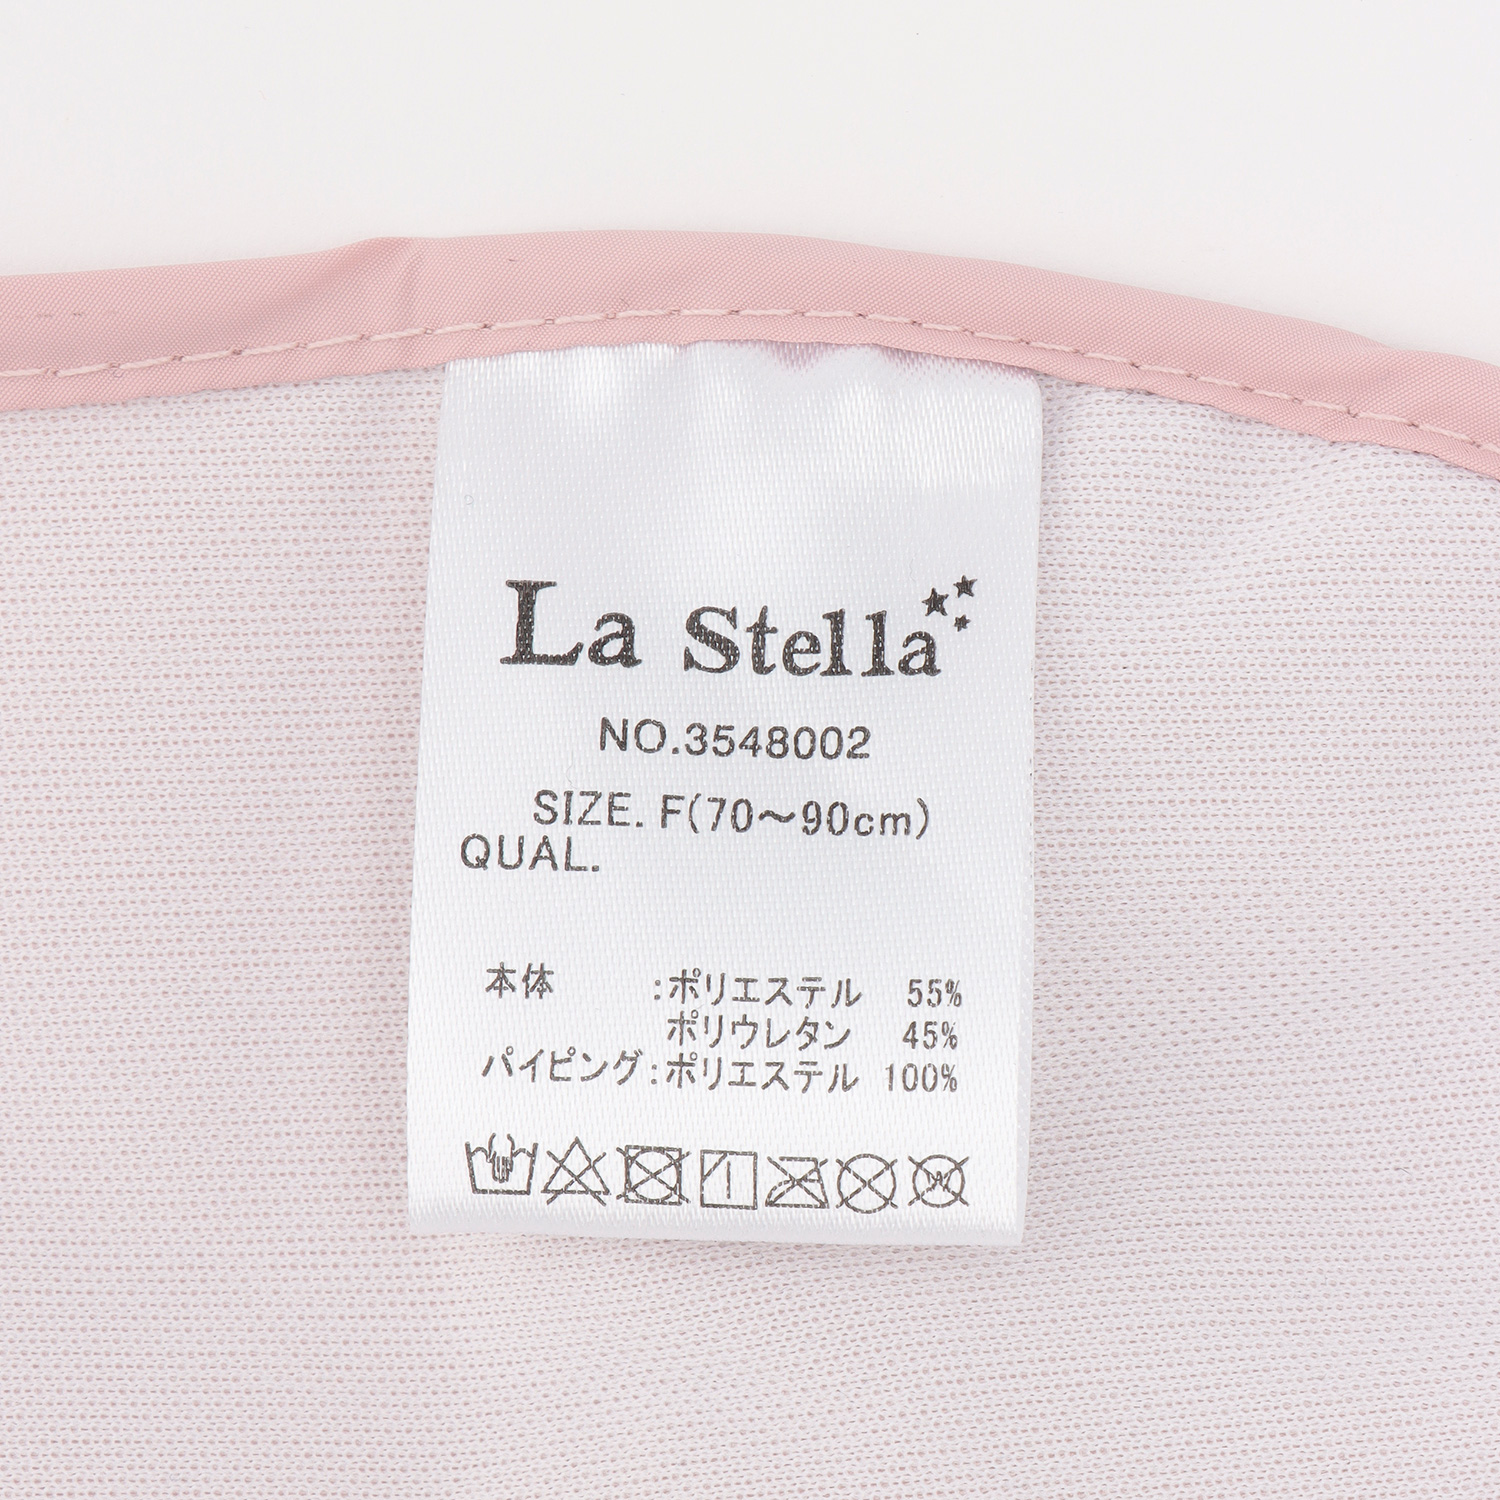 La Stella
NO.3548002
SIZE. F(70〜90cm)
QUAL.
本体 :ポリエステル 55%
ポリウレタン 45%
パイピング:ポリエステル 100%